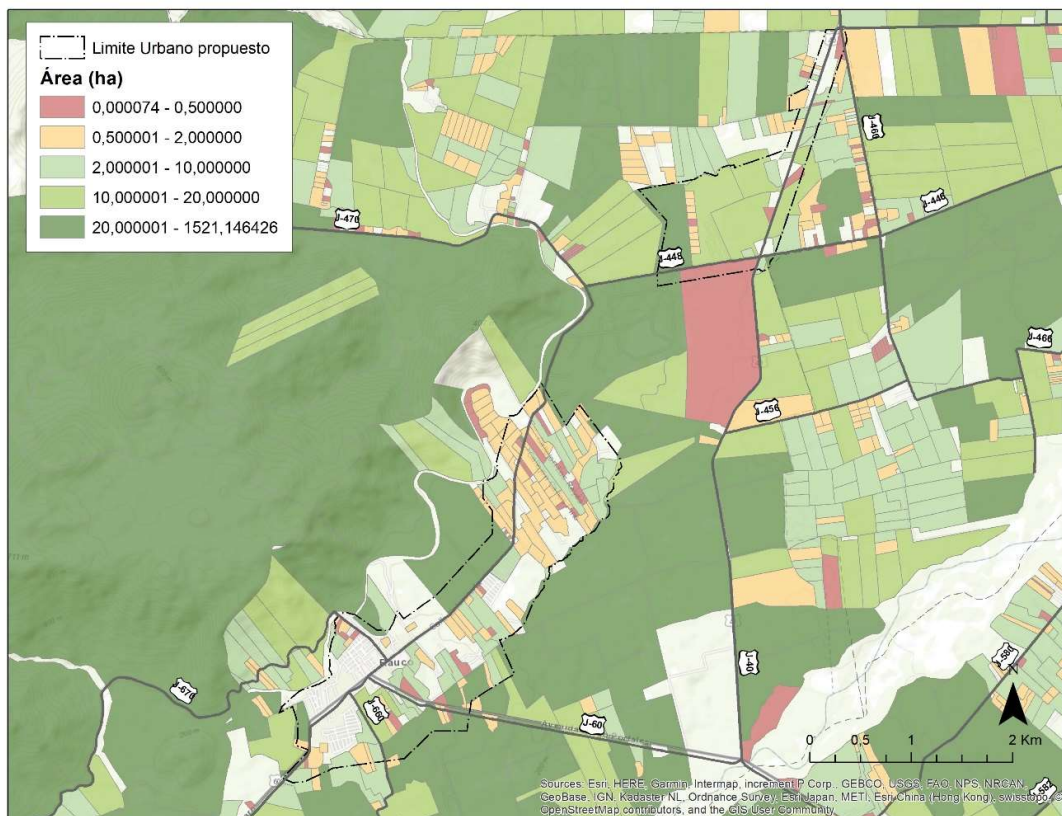 Limite Urbano propuesto
Área (ha)
0,000074 - 0,500000
0,500001 - 2,000000
2,000001 - 10,000000
10,000001 - 20,000000
20,000001 - 1521,146426
J-460
J-470
J-446
J-448
J-466
J-456
Rauco
J-670
J-660
J-60
J-40
J-580
N
0 0,5 1 2 Km
J-582
Sources: Esri, HERE, Garmin, Intermap, increment P Corp., GEBCO, USGS, FAO, NPS, NRCAN,
GeoBase, IGN, Kadaster NL, Ordnance Survey, Esri Japan, METI, Esri China (Hong Kong), swisstopo, ©
OpenStreetMap contributors, and the GIS User Community